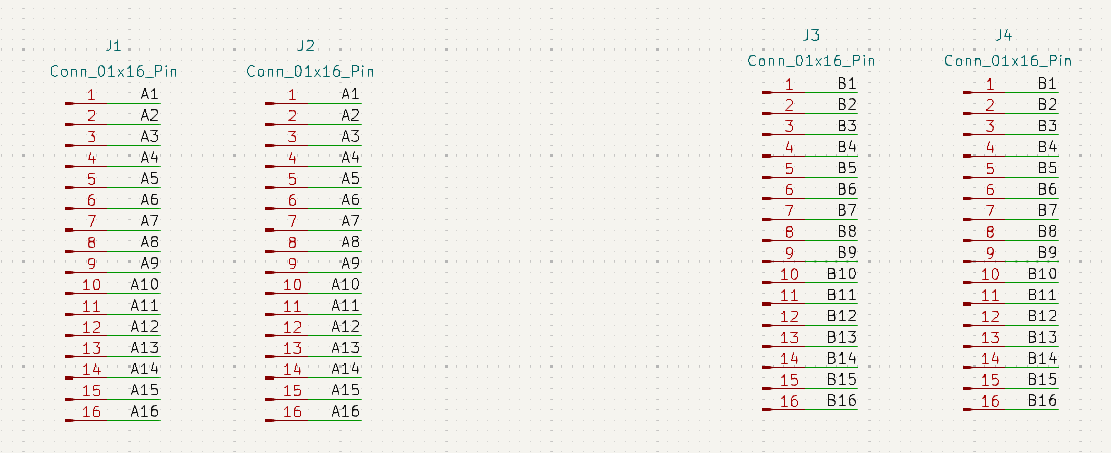 J1
Conn_01x16_Pin
1 A1
2 A2
3 A3
4 A4
5 A5
6 A6
7 A7
8 A8
9 A9
10 A10
11 A11
12 A12
13 A13
14 A14
15 A15
16 A16
J2
Conn_01x16_Pin
1 A1
2 A2
3 A3
4 A4
5 A5
6 A6
7 A7
8 A8
9 A9
10 A10
11 A11
12 A12
13 A13
14 A14
15 A15
16 A16
J3
Conn_01x16_Pin
1 B1
2 B2
3 B3
4 B4
5 B5
6 B6
7 B7
8 B8
9 B9
10 B10
11 B11
12 B12
13 B13
14 B14
15 B15
16 B16
J4
Conn_01x16_Pin
1 B1
2 B2
3 B3
4 B4
5 B5
6 B6
7 B7
8 B8
9 B9
10 B10
11 B11
12 B12
13 B13
14 B14
15 B15
16 B16